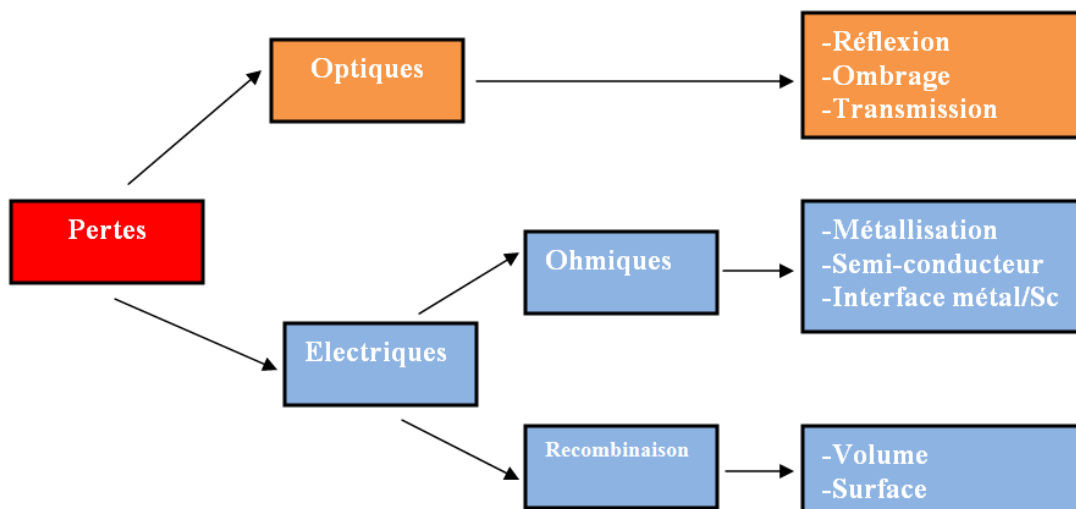 Optiques
-Réflexion
-Ombrage
-Transmission
Pertes
Ohmiques
-Métallisation
-Semi-conducteur
-Interface métal/Sc
Electriques
Recombinaison
-Volume
-Surface